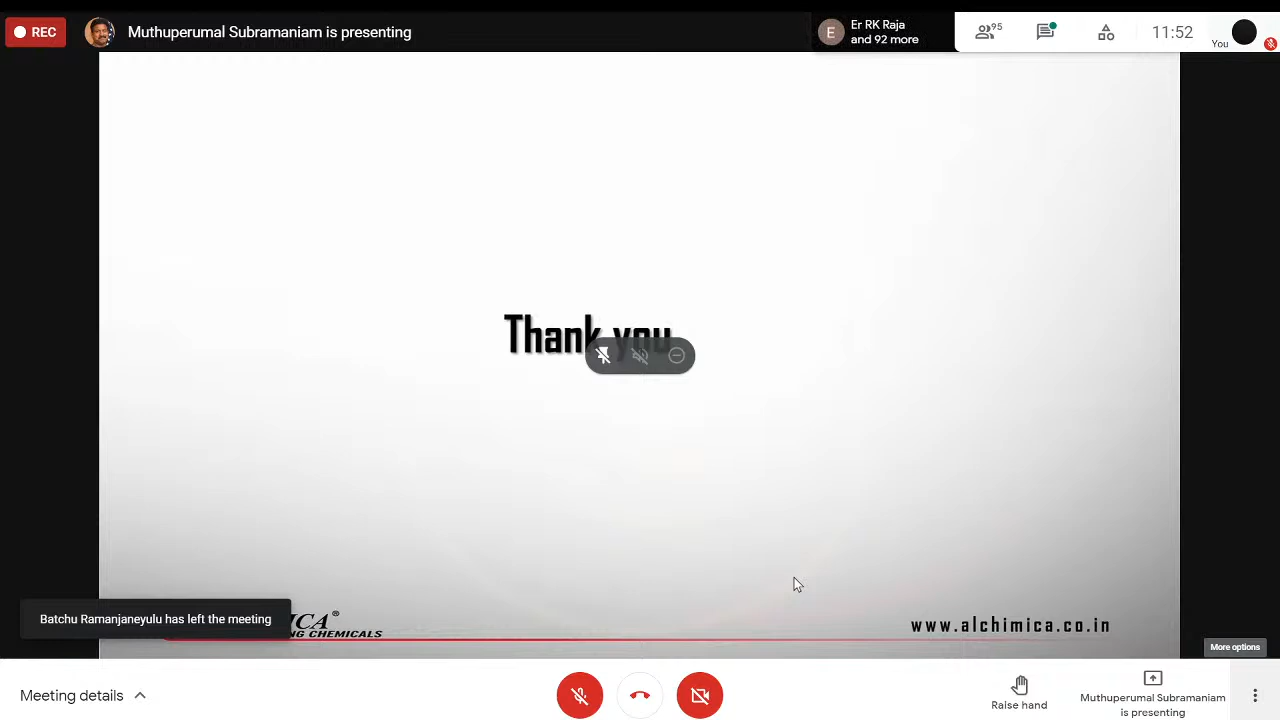 REC
Muthuperumal Subramaniam is presenting
E
Er RK Raja
and 92 more
95
11:52
You
Thank you
Batchu Ramanjaneyulu has left the meeting
ICA®
NG CHEMICALS
www.alchimica.co.in
More options
Meeting details
Raise hand
Muthuperumal Subramaniam
is presenting